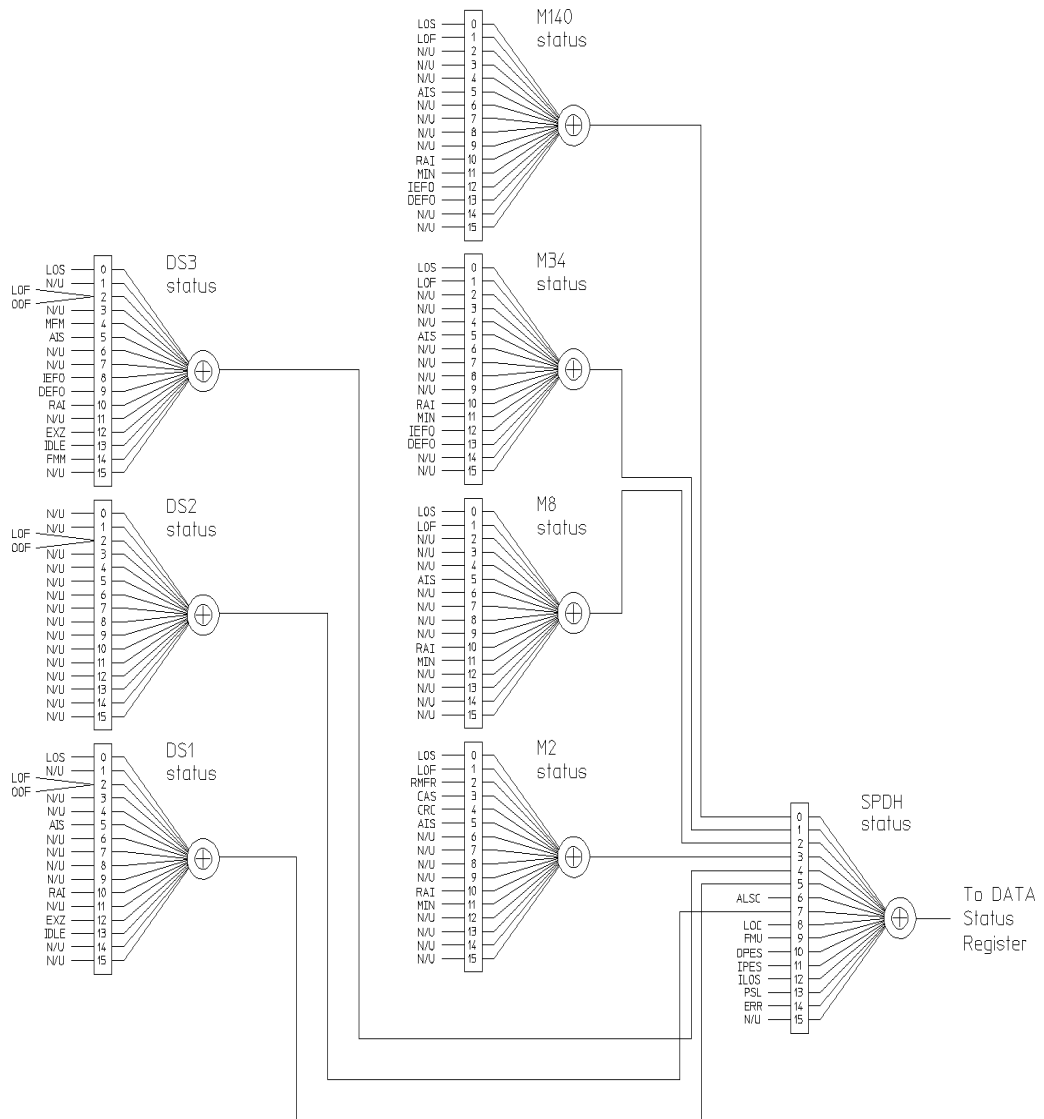 M140
status
LOS 0
LOF 1
N/U 2
N/U 3
N/U 4
AIS 5
N/U 6
N/U 7
N/U 8
N/U 9
RAI 10
MIN 11
IEFO 12
DEFO 13
N/U 14
N/U 15
DS3
status
LOS 0
N/U 1
LOF
OOF
2
N/U 3
MFM 4
AIS 5
N/U 6
N/U 7
IEFO 8
DEFO 9
RAI 10
N/U 11
EXZ 12
IDLE 13
FMM 14
N/U 15
M34
status
LOS 0
LOF 1
N/U 2
N/U 3
N/U 4
AIS 5
N/U 6
N/U 7
N/U 8
N/U 9
RAI 10
MIN 11
IEFO 12
DEFO 13
N/U 14
N/U 15
DS2
status
N/U 0
N/U 1
LOF
OOF
2
N/U 3
N/U 4
N/U 5
N/U 6
N/U 7
N/U 8
N/U 9
N/U 10
N/U 11
N/U 12
N/U 13
N/U 14
N/U 15
M8
status
LOS 0
LOF 1
N/U 2
N/U 3
N/U 4
AIS 5
N/U 6
N/U 7
N/U 8
N/U 9
RAI 10
MIN 11
N/U 12
N/U 13
N/U 14
N/U 15
DS1
status
LOS 0
N/U 1
LOF
OOF
2
N/U 3
N/U 4
AIS 5
N/U 6
N/U 7
N/U 8
N/U 9
RAI 10
N/U 11
EXZ 12
IDLE 13
N/U 14
N/U 15
M2
status
LOS 0
LOF 1
RMFR 2
CAS 3
CRC 4
AIS 5
N/U 6
N/U 7
N/U 8
N/U 9
RAI 10
MIN 11
N/U 12
N/U 13
N/U 14
N/U 15
SPDH
status
0
1
2
3
4
5
ALSC 6
7
LOC 8
FMU 9
DPES 10
IPES 11
ILOS 12
PSL 13
ERR 14
N/U 15
To DATA
Status
Register